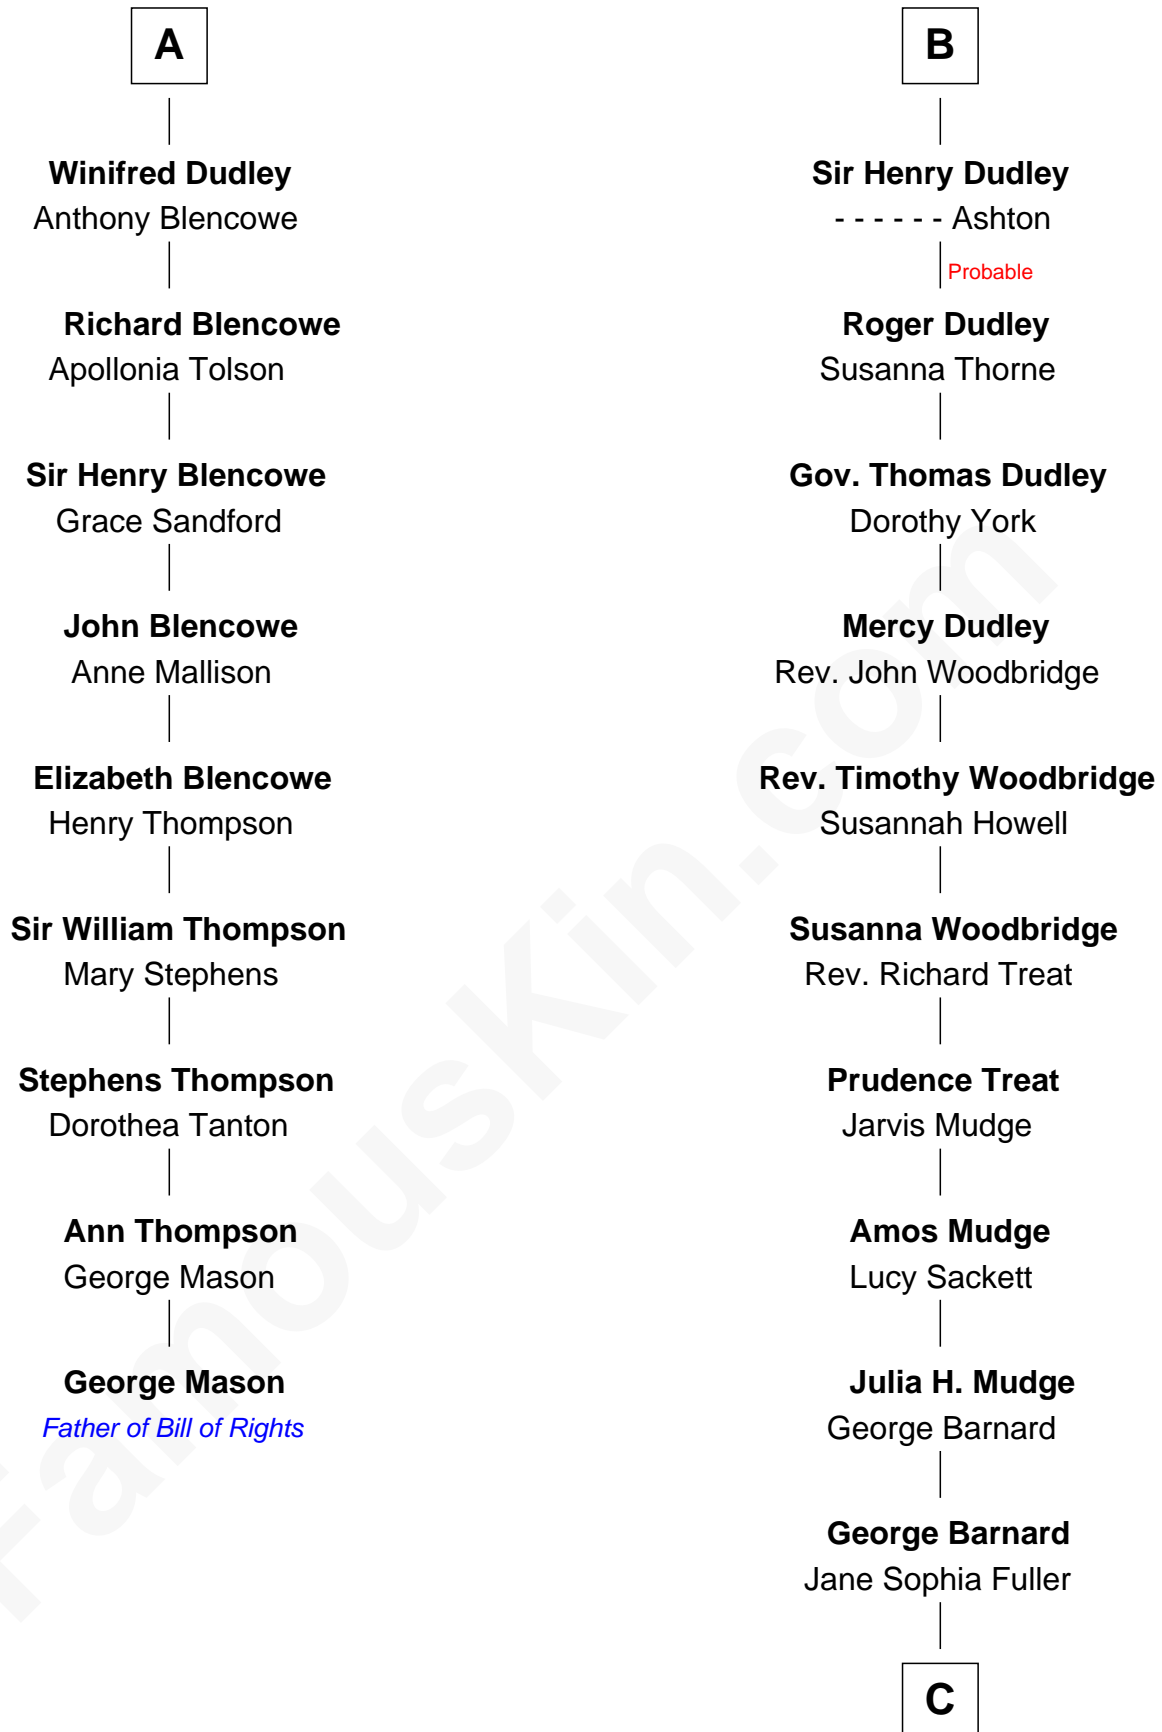 A
Winifred Dudley
Anthony Blencowe
Richard Blencowe
Apollonia Tolson
Sir Henry Blencowe
Grace Sandford
John Blencowe
Anne Mallison
Elizabeth Blencowe
Henry Thompson
Sir William Thompson
Mary Stephens
Stephens Thompson
Dorothea Tanton
Ann Thompson
George Mason
George Mason
Father of Bill of Rights
B
Sir Henry Dudley
- - - - - - Ashton
Probable
Roger Dudley
Susanna Thorne
Gov. Thomas Dudley
Dorothy York
Mercy Dudley
Rev. John Woodbridge
Rev. Timothy Woodbridge
Susannah Howell
Susanna Woodbridge
Rev. Richard Treat
Prudence Treat
Jarvis Mudge
Amos Mudge
Lucy Sackett
Julia H. Mudge
George Barnard
George Barnard
Jane Sophia Fuller
C
FamousKin.com